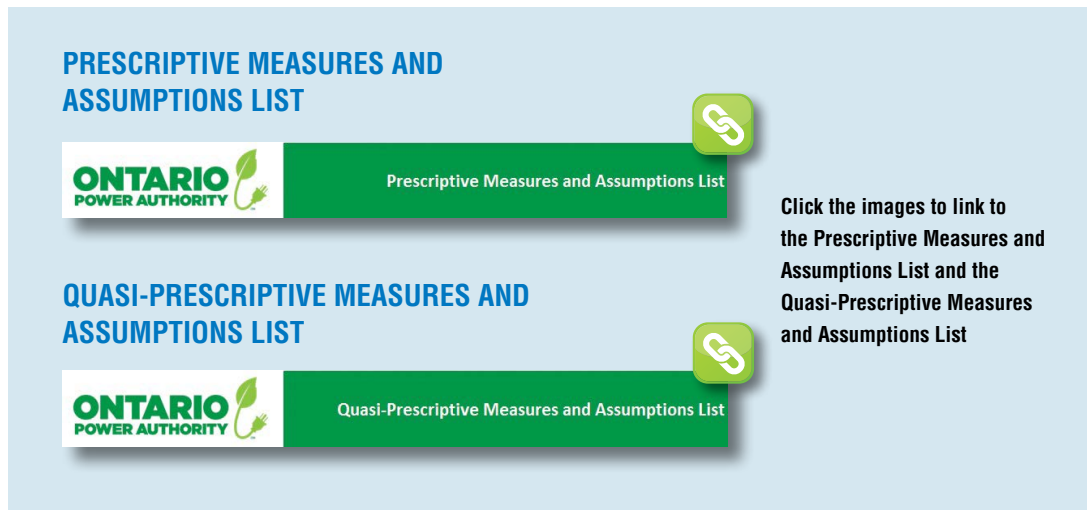 PRESCRIPTIVE MEASURES AND
ASSUMPTIONS LIST
ONTARIO
POWER AUTHORITY
Prescriptive Measures and Assumptions List
QUASI-PRESCRIPTIVE MEASURES AND
ASSUMPTIONS LIST
ONTARIO
POWER AUTHORITY
Quasi-Prescriptive Measures and Assumptions List
Click the images to link to
the Prescriptive Measures and
Assumptions List and the
Quasi-Prescriptive Measures
and Assumptions List